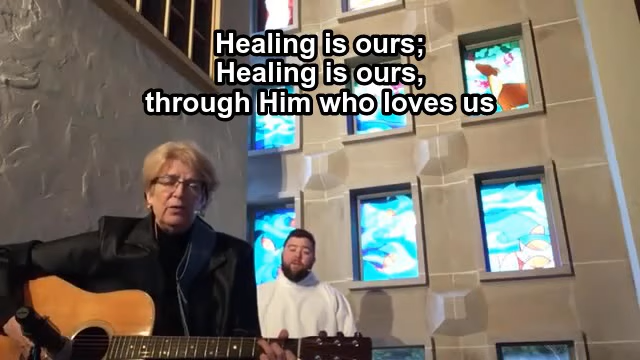 Healing is ours;
Healing is ours,
through Him who loves us